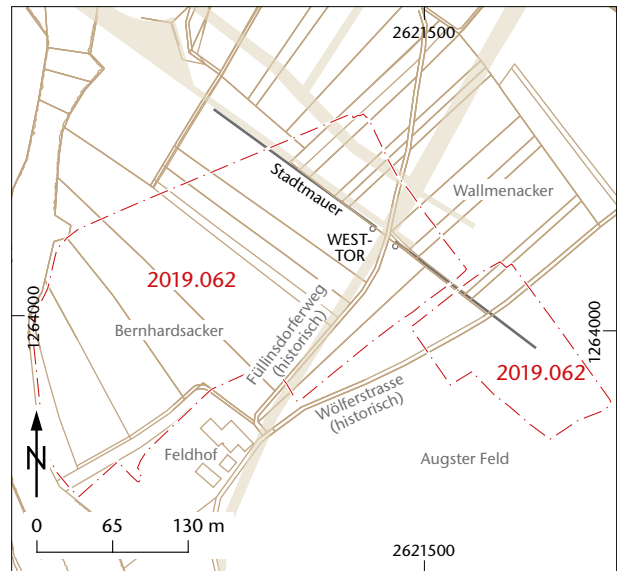 2621500
Stadtmauer
Wallmenacker
WEST-
TOR
2019.062
1264000
1264000
Bernhardsacker
Füllinsdorferweg
(historisch)
2019.062
Wölferstrasse
(historisch)
Feldhof
Augster Feld
N
0 65 130 m
2621500